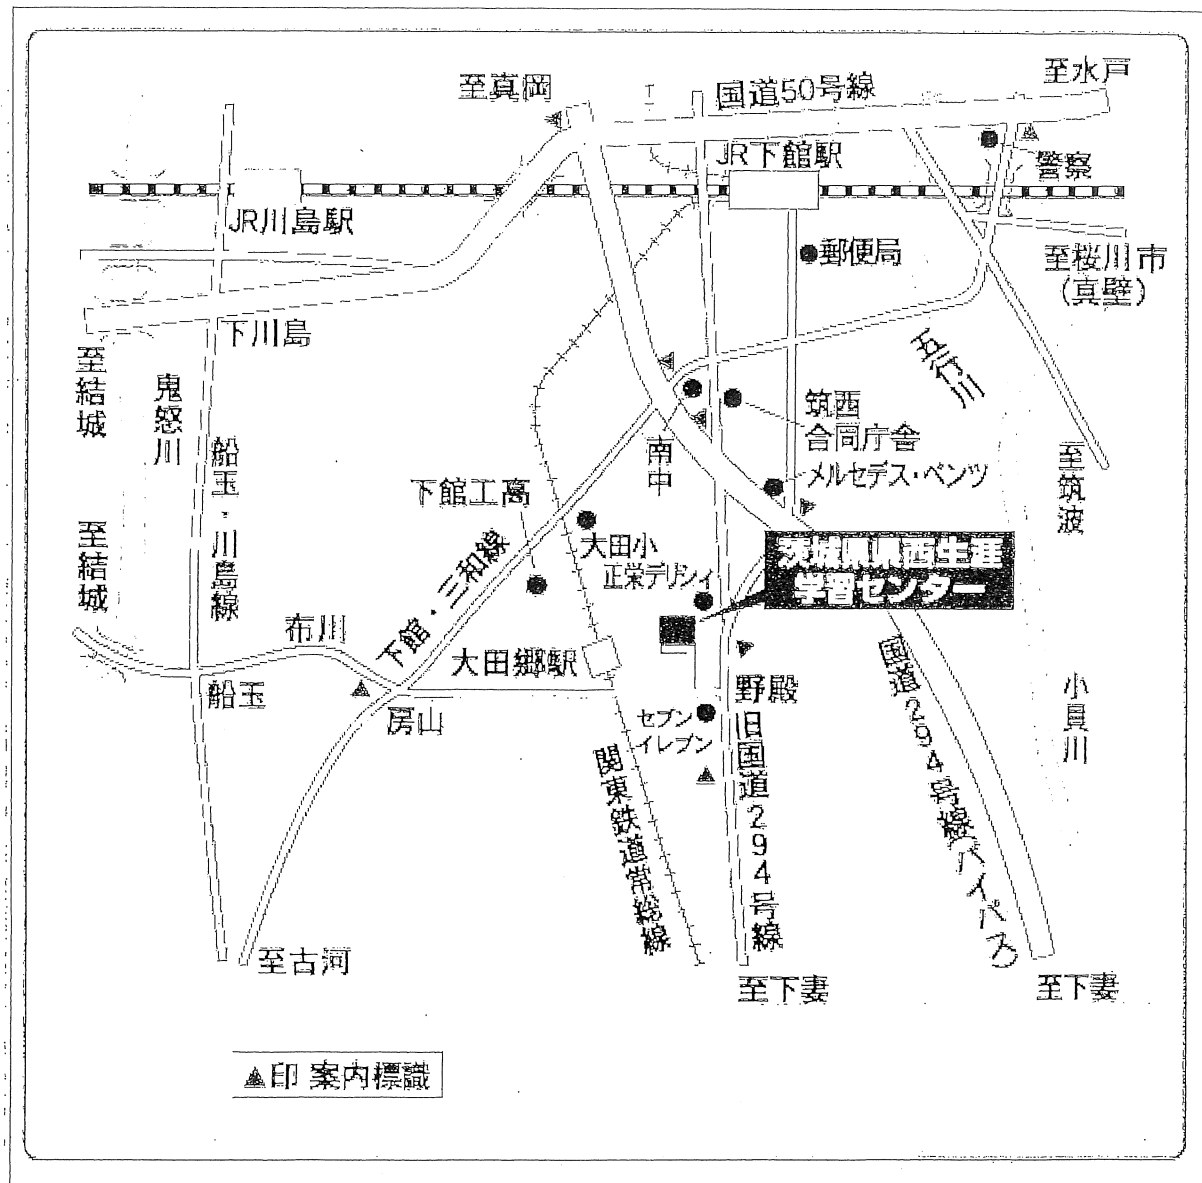 至真岡
国道50号線
至水戸
JR下館駅
警察
JR川島駅
郵便局
至桜川市
(真壁)
下川島
五行川
至結城
鬼怒川
筑西
合同庁舎
南中
船玉・川島線
メルセデス・ベンツ
至筑波
下館工高
至結城
大田小
正栄デリシィ
茨城県県西生涯
学習センター
下館・三和線
布川
大田郷駅
国道294号線(バイパス)
船玉
野殿
小貝川
房山
セブン
イレブン
旧国道294号線
関東鉄道常総線
至古河
至下妻
至下妻
▲印 案内標識